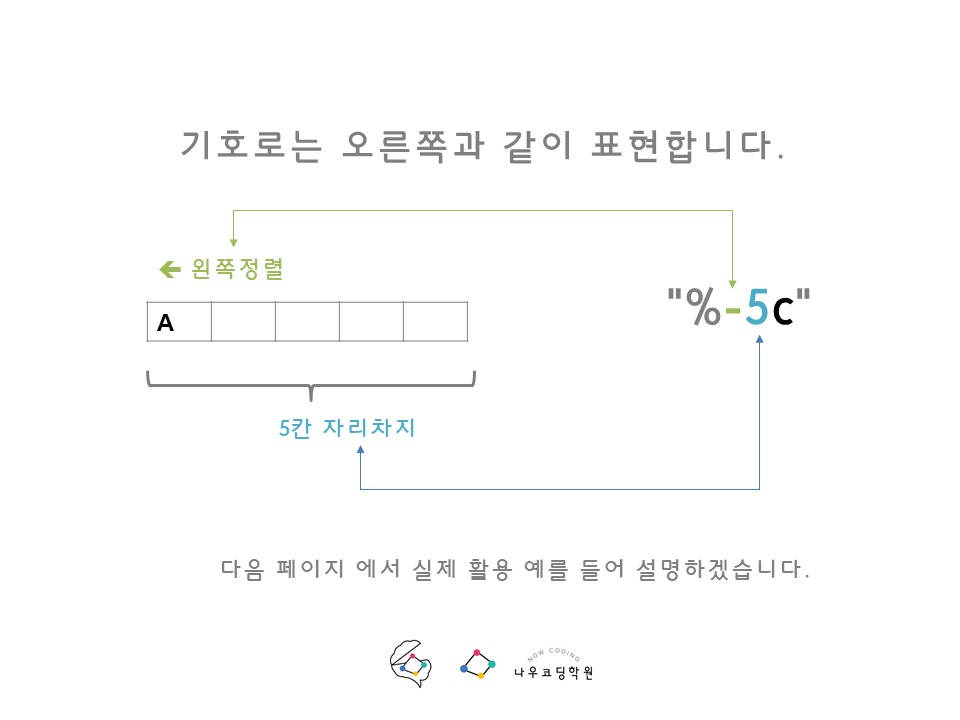 기호로는 오른쪽과 같이 표현합니다.
← 왼쪽정렬
"%-5c"
A
5칸 자리차지
다음 페이지 에서 실제 활용 예를 들어 설명하겠습니다.
NOW CODING
나우코딩학원